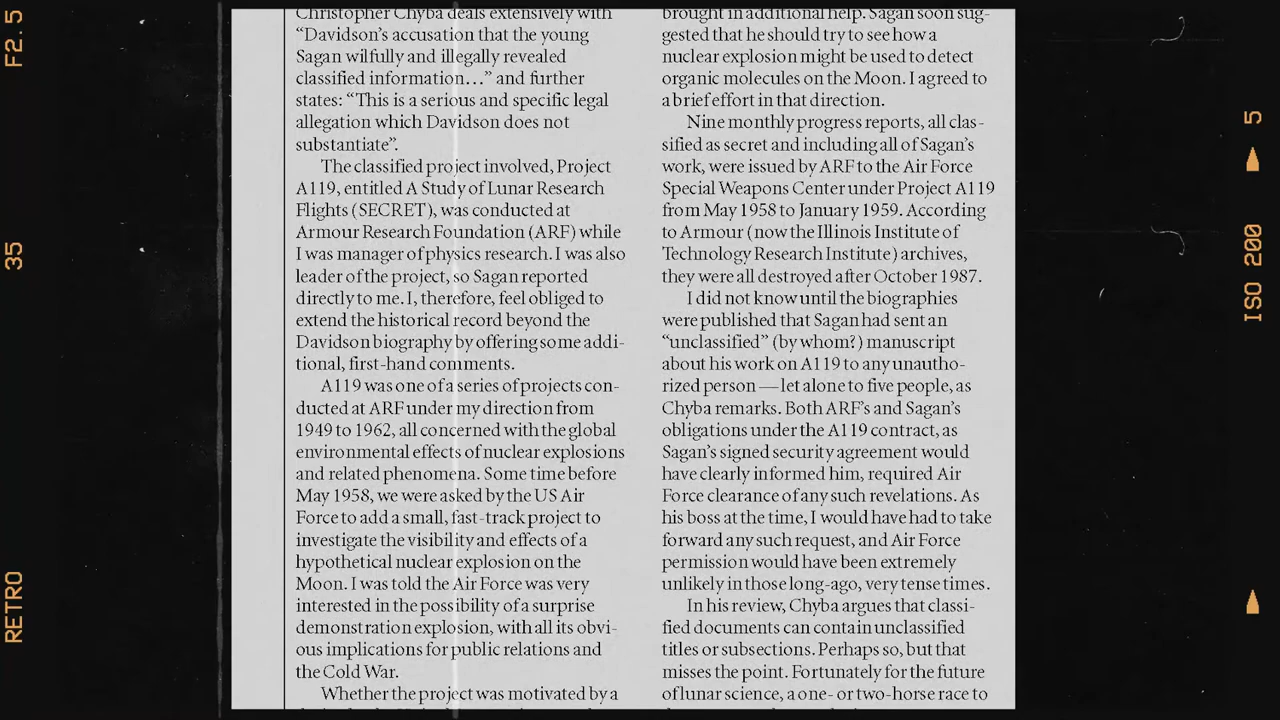 F2.5
35
RETRO
Christopher Chyba deals extensively with
“Davidson’s accusation that the young
Sagan wilfully and illegally revealed
classified information…” and further
states: “This is a serious and specific legal
allegation which Davidson does not
substantiate”.
The classified project involved, Project
A119, entitled A Study of Lunar Research
Flights (SECRET), was conducted at
Armour Research Foundation (ARF) while
I was manager of physics research. I was also
leader of the project, so Sagan reported
directly to me. I, therefore, feel obliged to
extend the historical record beyond the
Davidson biography by offering some addi-
tional, first-hand comments.
A119 was one of a series of projects con-
ducted at ARF under my direction from
1949 to 1962, all concerned with the global
environmental effects of nuclear explosions
and related phenomena. Some time before
May 1958, we were asked by the US Air
Force to add a small, fast-track project to
investigate the visibility and effects of a
hypothetical nuclear explosion on the
Moon. I was told the Air Force was very
interested in the possibility of a surprise
demonstration explosion, with all its obvi-
ous implications for public relations and
the Cold War.
Whether the project was motivated by a
brought in additional help. Sagan soon sug-
gested that he should try to see how a
nuclear explosion might be used to detect
organic molecules on the Moon. I agreed to
a brief effort in that direction.
Nine monthly progress reports, all clas-
sified as secret and including all of Sagan’s
work, were issued by ARF to the Air Force
Special Weapons Center under Project A119
from May 1958 to January 1959. According
to Armour (now the Illinois Institute of
Technology Research Institute) archives,
they were all destroyed after October 1987.
I did not know until the biographies
were published that Sagan had sent an
“unclassified” (by whom?) manuscript
about his work on A119 to any unautho-
rized person — let alone to five people, as
Chyba remarks. Both ARF’s and Sagan’s
obligations under the A119 contract, as
Sagan’s signed security agreement would
have clearly informed him, required Air
Force clearance of any such revelations. As
his boss at the time, I would have had to take
forward any such request, and Air Force
permission would have been extremely
unlikely in those long-ago, very tense times.
In his review, Chyba argues that classi-
fied documents can contain unclassified
titles or subsections. Perhaps so, but that
misses the point. Fortunately for the future
of lunar science, a one- or two-horse race to
5
ISO 200